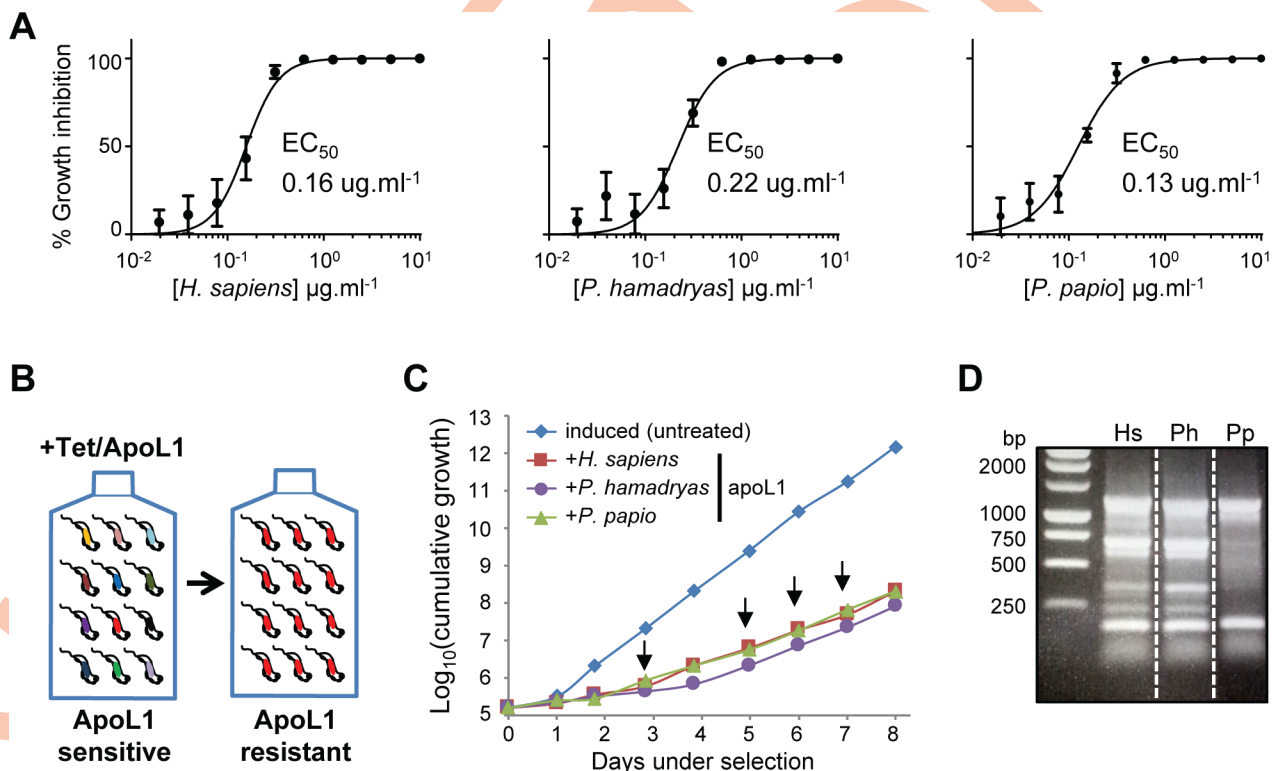 A
% Growth inhibition
100
50
0
EC50
0.16 ug.ml-1
10-2 10-1 100 101
[H. sapiens] µg.ml-1
EC50
0.22 ug.ml-1
10-2 10-1 100 101
[P. hamadryas] µg.ml-1
EC50
0.13 ug.ml-1
10-2 10-1 100 101
[P. papio] µg.ml-1
B
+Tet/ApoL1
ApoL1
sensitive
ApoL1
resistant
C
Log10(cumulative growth)
13
12
11
10
9
8
7
6
5
induced (untreated)
+H. sapiens
+P. hamadryas
+P. papio
apoL1
0 1 2 3 4 5 6 7 8
Days under selection
D
bp
2000
1000
750
500
250
Hs Ph Pp